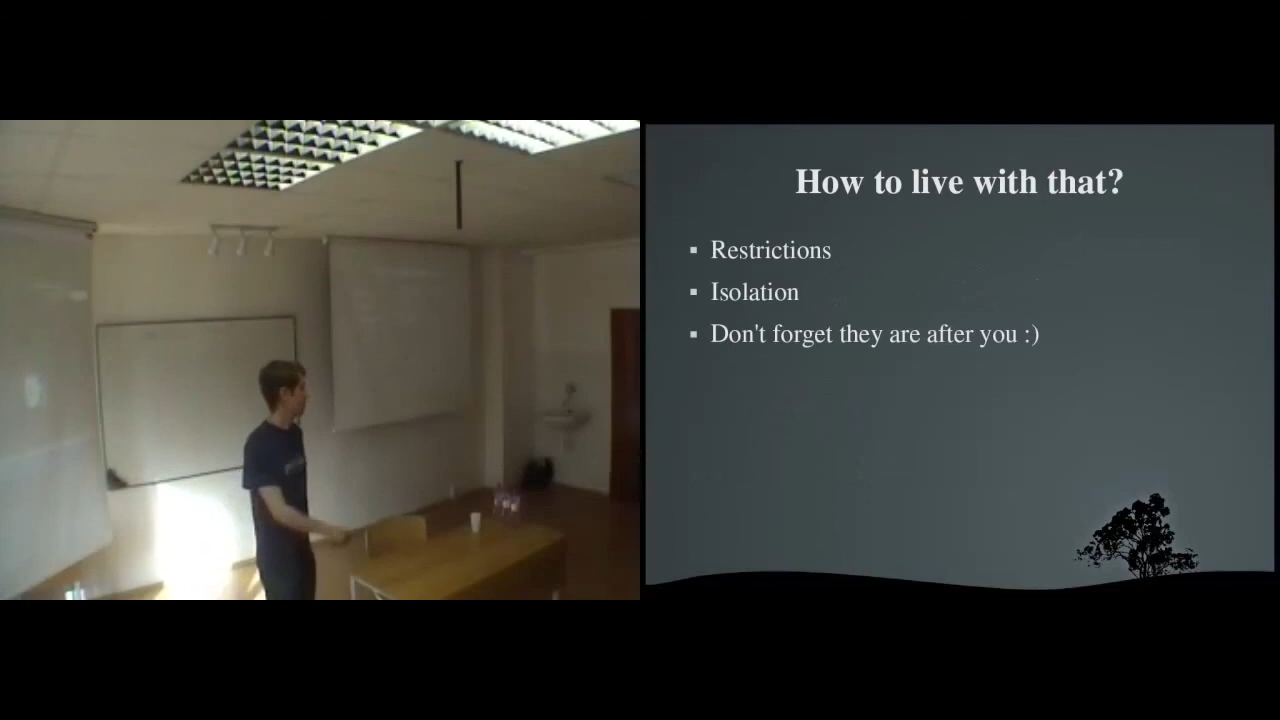 How to live with that?
Restrictions
Isolation
Don't forget they are after you :)